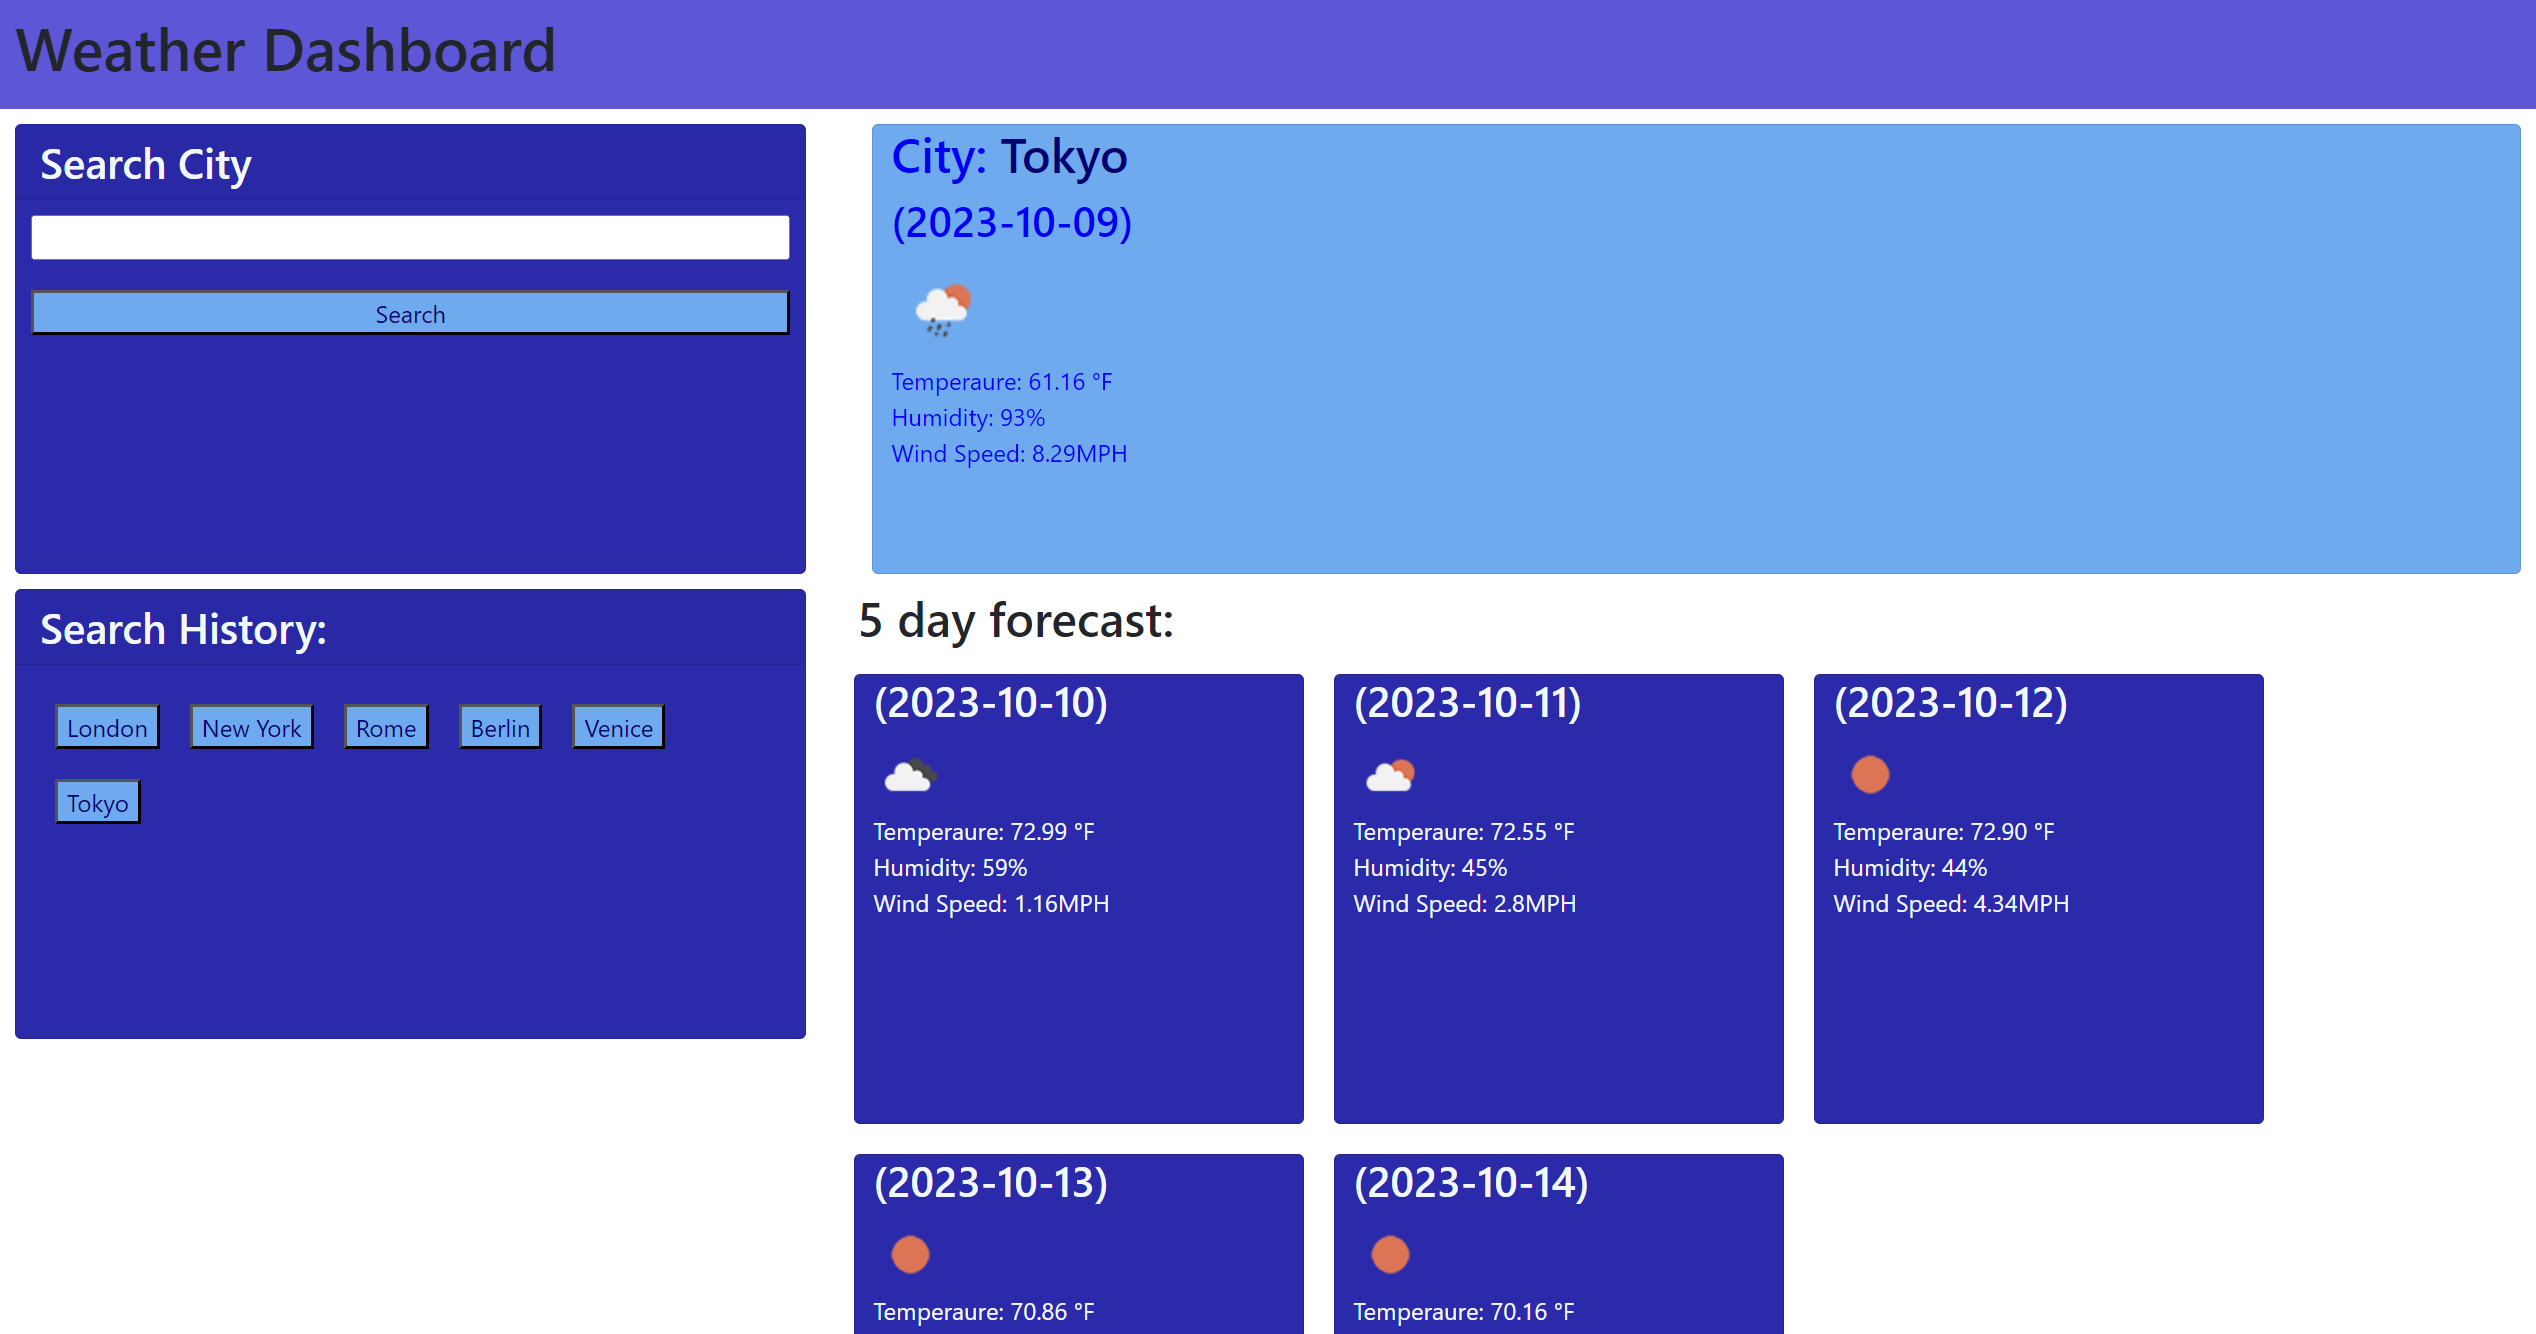 Weather Dashboard
Search City
Search
Search History:
London New York Rome Berlin Venice
Tokyo
City: Tokyo
(2023-10-09)
Temperaure: 61.16 °F
Humidity: 93%
Wind Speed: 8.29MPH
5 day forecast:
(2023-10-10)
Temperaure: 72.99 °F
Humidity: 59%
Wind Speed: 1.16MPH
(2023-10-11)
Temperaure: 72.55 °F
Humidity: 45%
Wind Speed: 2.8MPH
(2023-10-12)
Temperaure: 72.90 °F
Humidity: 44%
Wind Speed: 4.34MPH
(2023-10-13)
Temperaure: 70.86 °F
(2023-10-14)
Temperaure: 70.16 °F